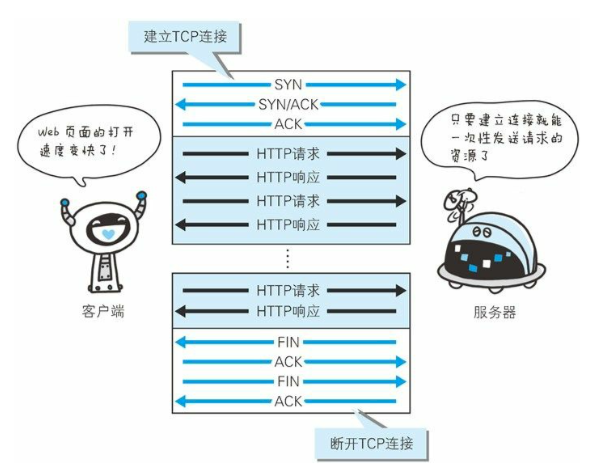 建立TCP连接
SYN
SYN/ACK
ACK
Web 页面的打开
速度变快了!
只要建立连接就能
一次性发送请求的
资源了
HTTP请求
HTTP响应
HTTP请求
HTTP响应
HTTP请求
HTTP响应
客户端
服务器
FIN
ACK
FIN
ACK
断开TCP连接